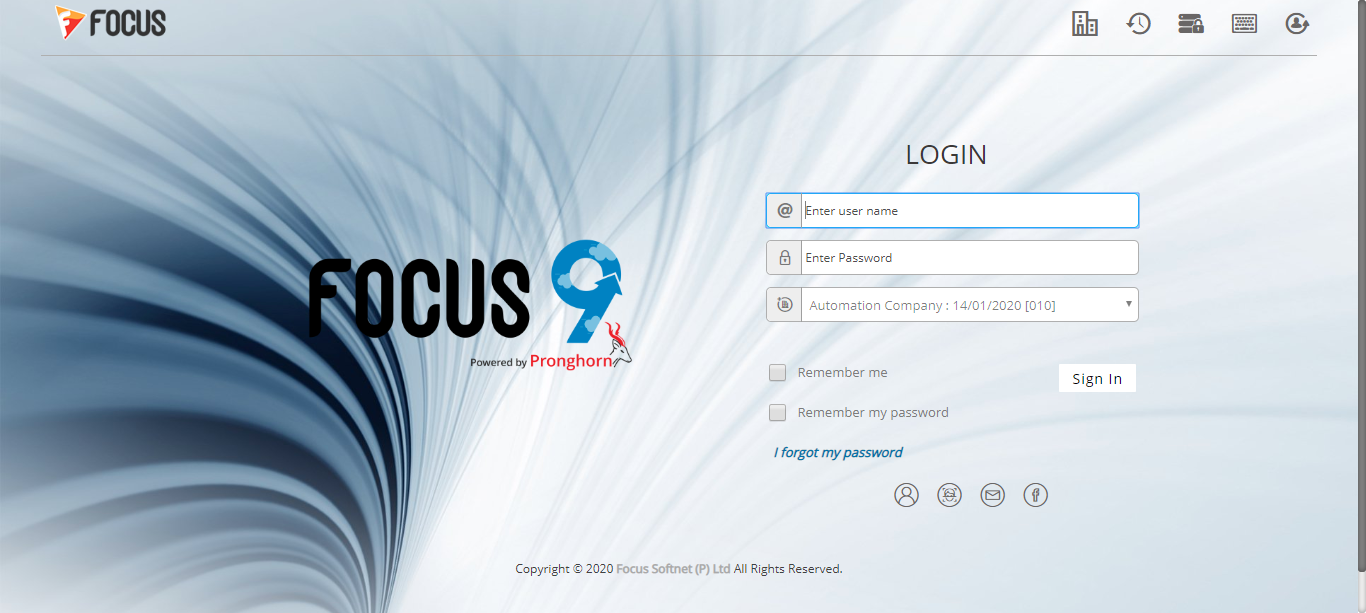 FOCUS
LOGIN
@ Enter user name
Enter Password
Automation Company : 14/01/2020 [010]
FOCUS 9
Powered by Pronghorn
Remember me
Sign In
Remember my password
I forgot my password
Copyright © 2020 Focus Softnet (P) Ltd All Rights Reserved.